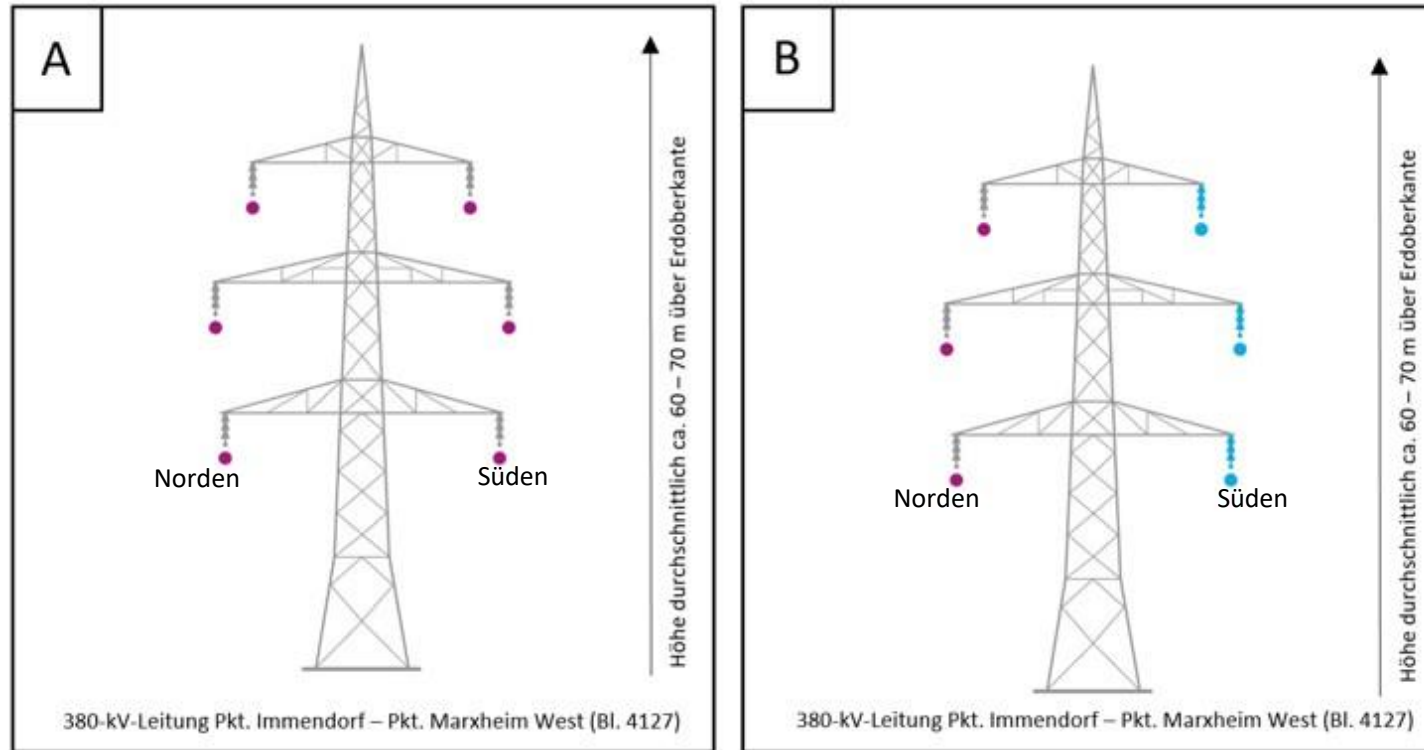 A
Höhe durchschnittlich ca. 60 – 70 m über Erdoberkante
Norden
Süden
380-kV-Leitung Pkt. Immendorf – Pkt. Marxheim West (Bl. 4127)
B
Höhe durchschnittlich ca. 60 – 70 m über Erdoberkante
Norden
Süden
380-kV-Leitung Pkt. Immendorf – Pkt. Marxheim West (Bl. 4127)